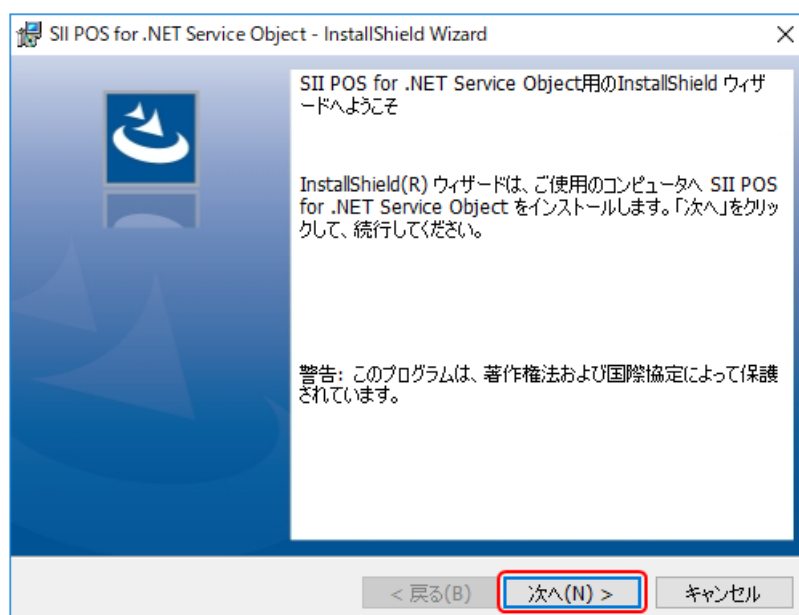 SII POS for .NET Service Object - InstallShield Wizard
SII POS for .NET Service Object用のInstallShield ウィザ
ードへようこそ
InstallShield(R) ウィザードは、ご使用のコンピュータへ SII POS
for .NET Service Object をインストールします。「次へ」をクリッ
クして、続行してください。
警告: このプログラムは、著作権法および国際協定によって保護
されています。
< 戻る(B)
次へ(N) >
キャンセル